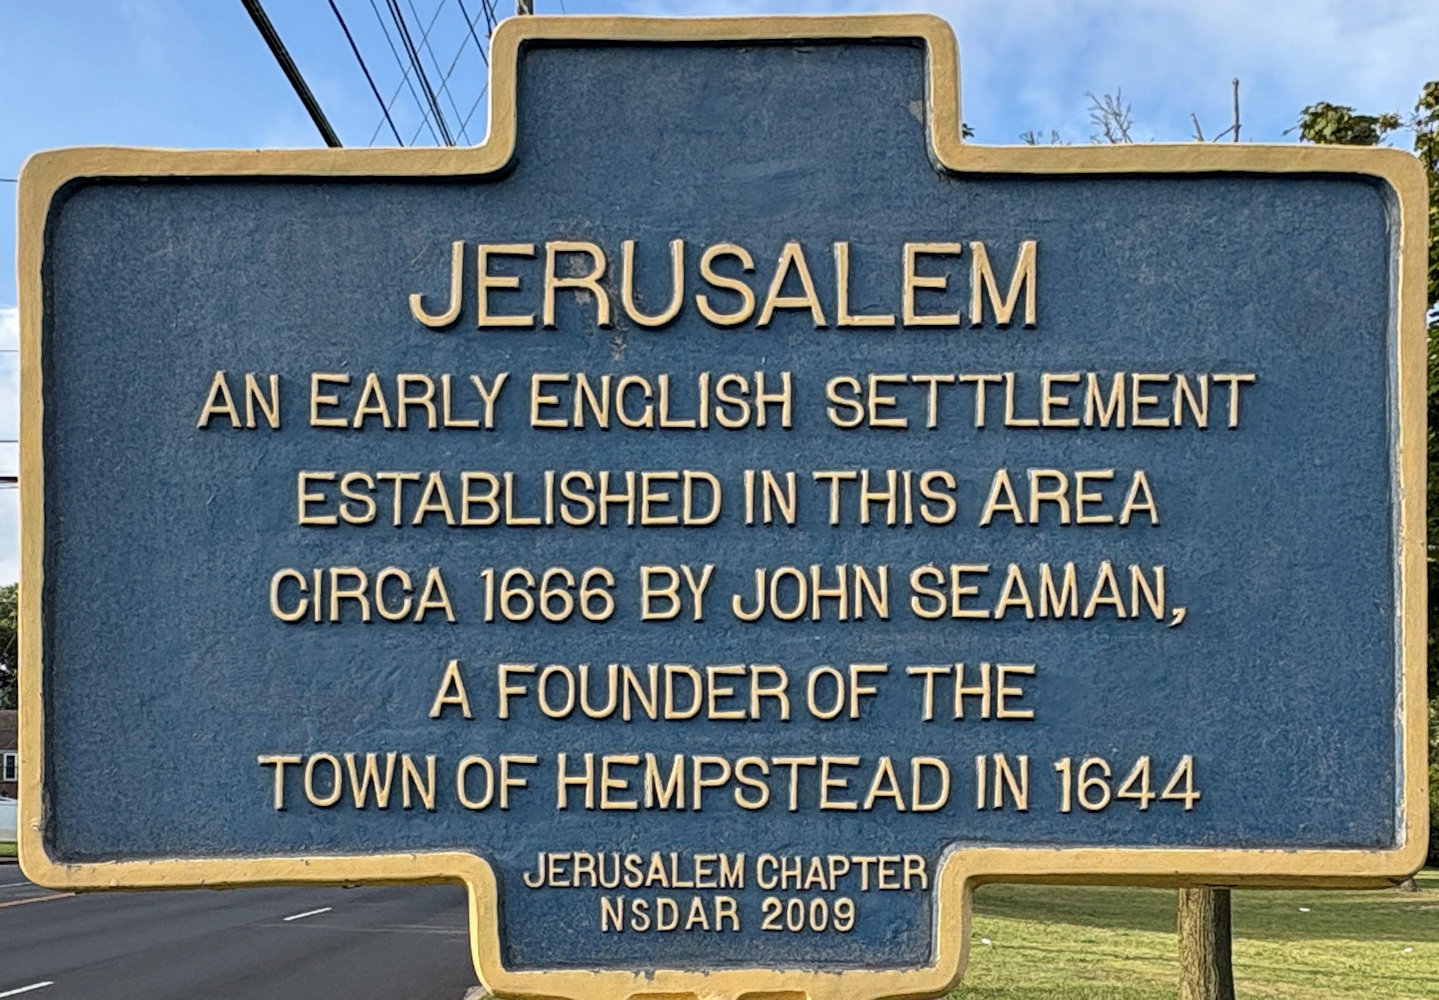 JERUSALEM
AN EARLY ENGLISH SETTLEMENT
ESTABLISHED IN THIS AREA
CIRCA 1666 BY JOHN SEAMAN,
A FOUNDER OF THE
TOWN OF HEMPSTEAD IN 1644
JERUSALEM CHAPTER
NSDAR 2009